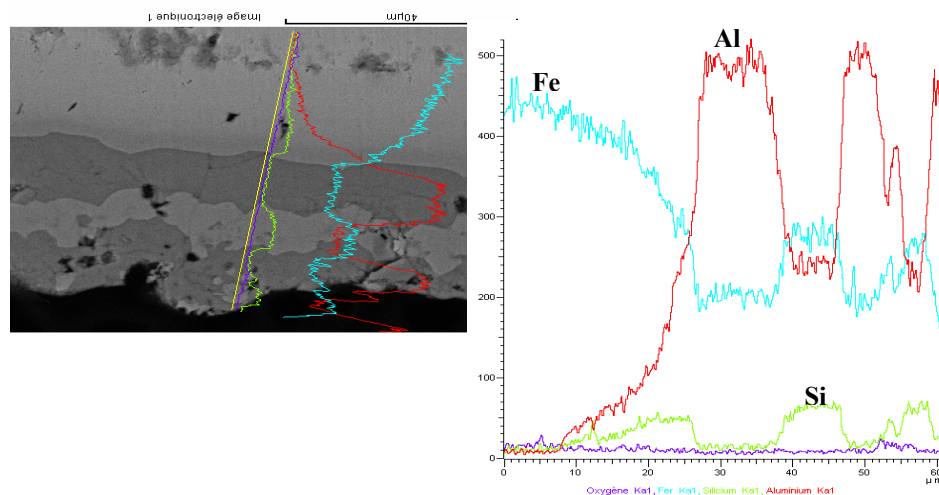 Image électronique 1
40µm
Fe
Al
Si
500
400
300
200
100
0
0 10 20 30 40 50 60
µm
Oxygène Ka1, Fer Ka1, Silicium Ka1, Aluminium Ka1